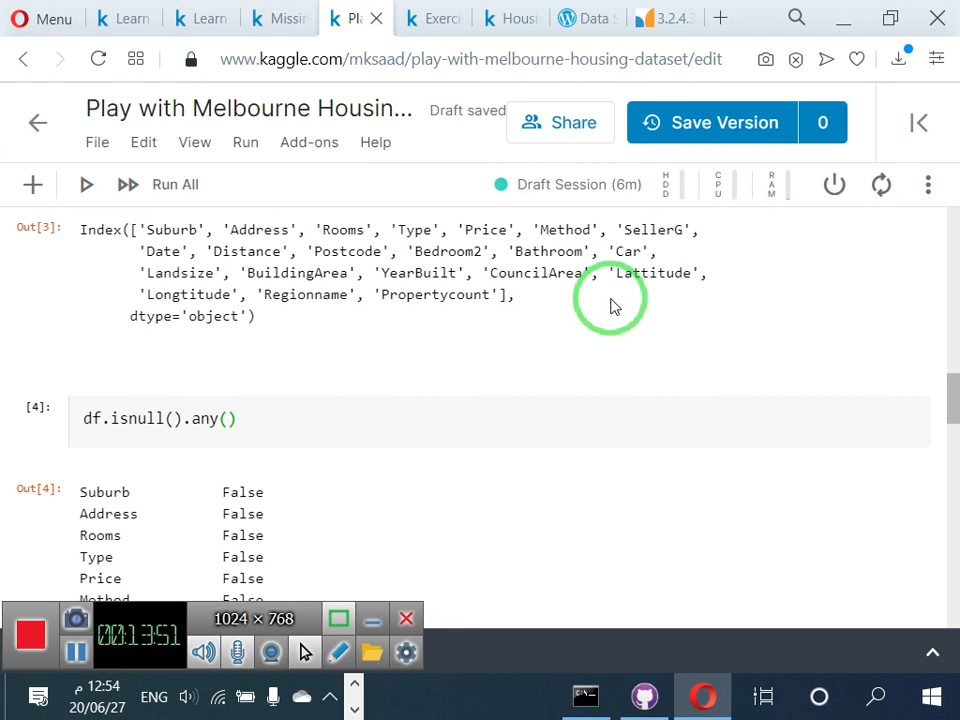 Menu
Learn
Learn
Missin
Pla
Exerci
Housi
Data S
3.2.4.3
www.kaggle.com/mksaad/play-with-melbourne-housing-dataset/edit
Play with Melbourne Housin...
Draft saved
Share
Save Version
0
File
Edit
View
Run
Add-ons
Help
Run All
Draft Session (6m)
HDD
CPU
RAM
Out[3]:
Index(['Suburb', 'Address', 'Rooms', 'Type', 'Price', 'Method', 'SellerG',
'Date', 'Distance', 'Postcode', 'Bedroom2', 'Bathroom', 'Car',
'Landsize', 'BuildingArea', 'YearBuilt', 'CouncilArea', 'Lattitude',
'Longtitude', 'Regionname', 'Propertycount'],
dtype='object')
[4]:
df.isnull().any()
Out[4]:
Suburb False
Address False
Rooms False
Type False
Price False
Method False
00:13:51
1024 × 768
12:54 م
20/06/27
ENG